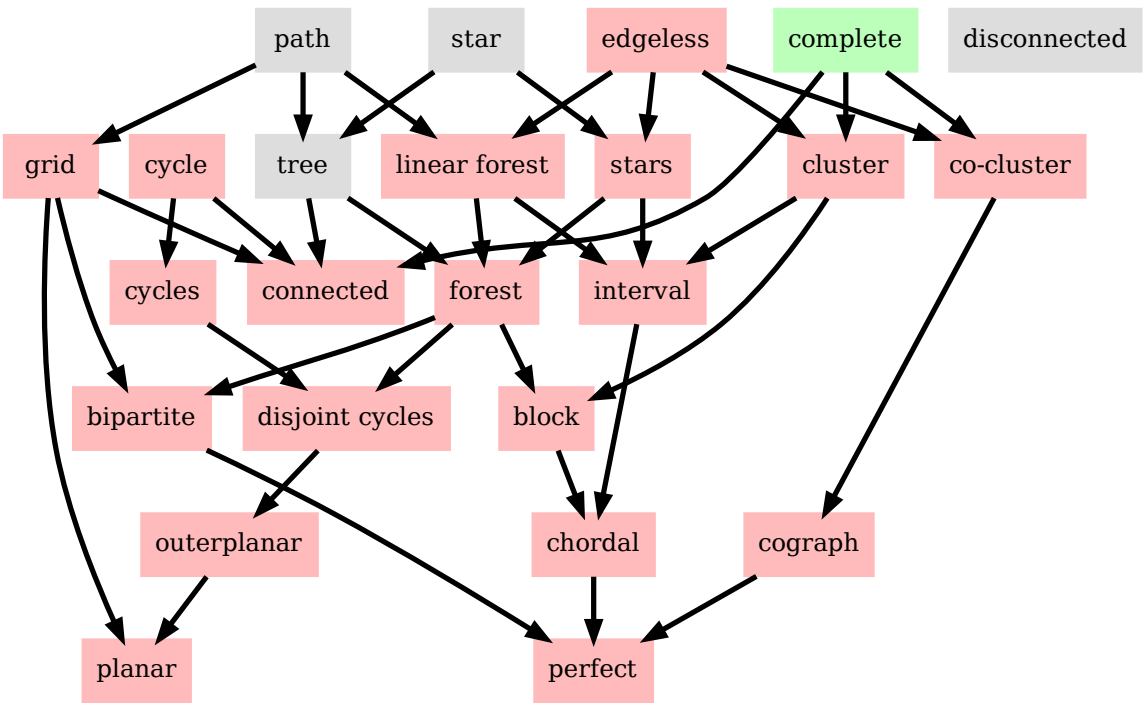 path
star
edgeless
complete
disconnected
grid
cycle
tree
linear forest
stars
cluster
co-cluster
cycles
connected
forest
interval
bipartite
disjoint cycles
block
outerplanar
chordal
cograph
planar
perfect